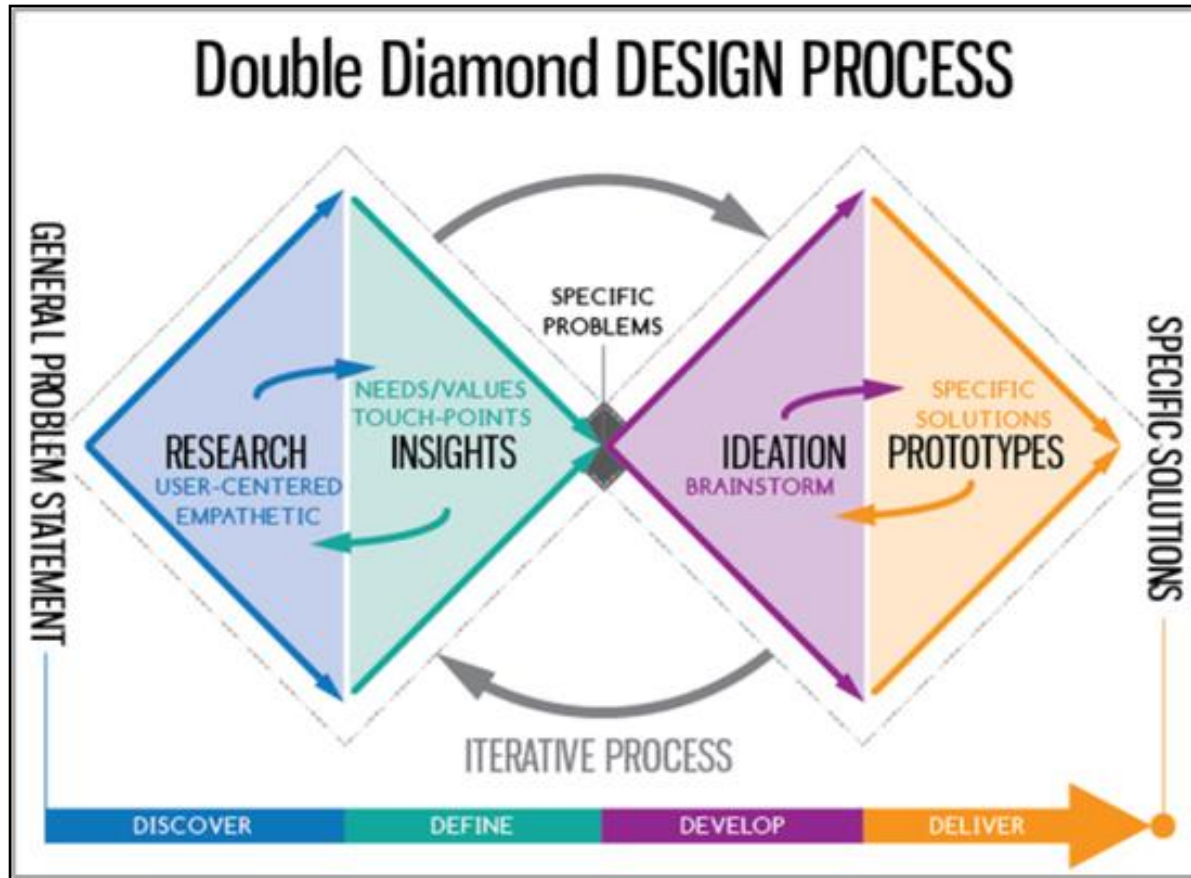 Double Diamond DESIGN PROCESS
GENERAL PROBLEM STATEMENT
SPECIFIC
PROBLEMS
NEEDS/VALUES
TOUCH-POINTS
RESEARCH
USER-CENTERED
EMPATHETIC
INSIGHTS
IDEATION
BRAINSTORM
SPECIFIC
SOLUTIONS
PROTOTYPES
SPECIFIC SOLUTIONS
ITERATIVE PROCESS
DISCOVER
DEFINE
DEVELOP
DELIVER